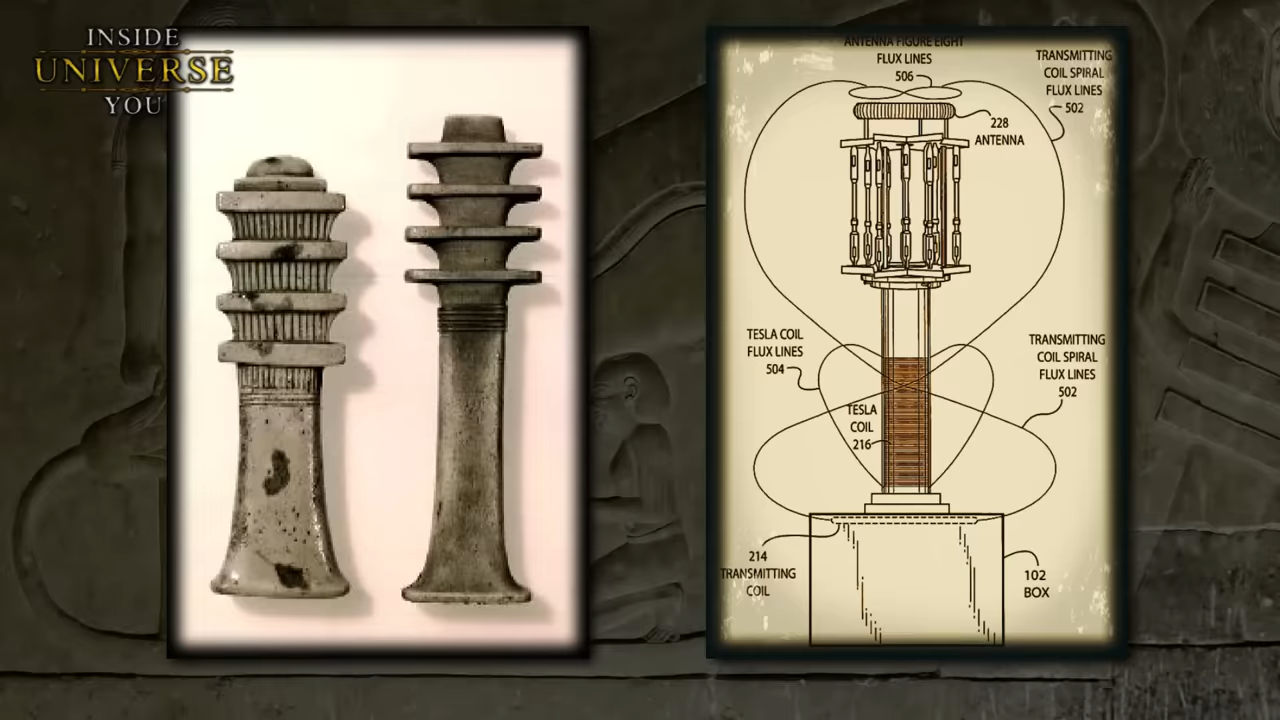 INSIDE
UNIVERSE
YOU
ANTENNA FIGURE EIGHT
FLUX LINES
506
TRANSMITTING
COIL SPIRAL
FLUX LINES
502
228
ANTENNA
TESLA COIL
FLUX LINES
504
TRANSMITTING
COIL SPIRAL
FLUX LINES
502
TESLA
COIL
216
214
TRANSMITTING
COIL
102
BOX